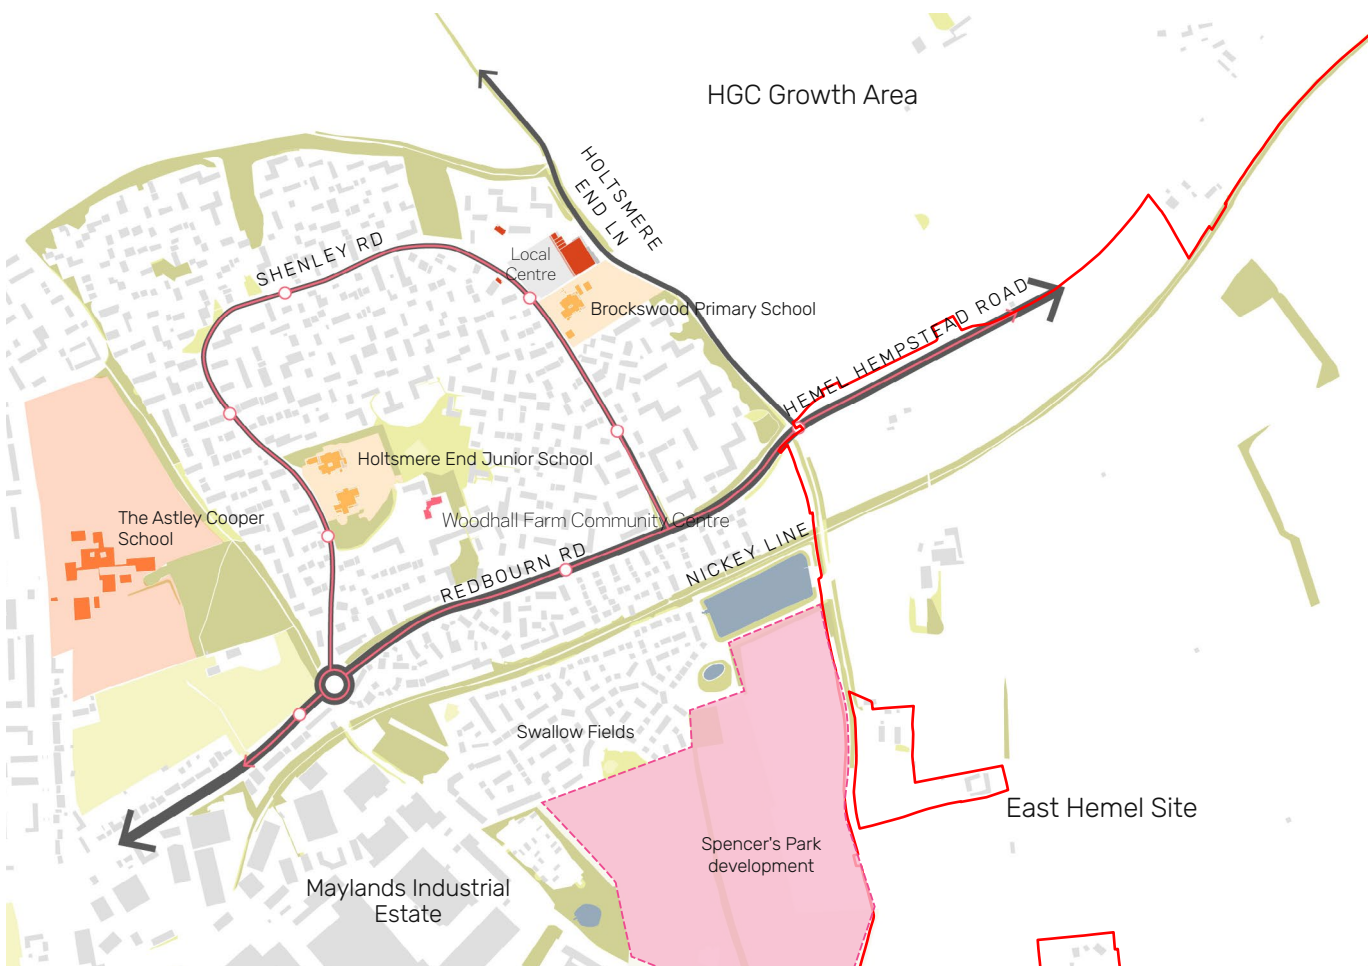 HGC Growth Area
HOLTSMERE
END LN
SHENLEY RD
Local
Centre
Brockswood Primary School
HEMEL HEMPSTEAD ROAD
Holtsmere End Junior School
The Astley Cooper
School
Woodhall Farm Community Centre
REDBOURN RD
NICKEY LINE
Swallow Fields
East Hemel Site
Spencer's Park
development
Maylands Industrial
Estate